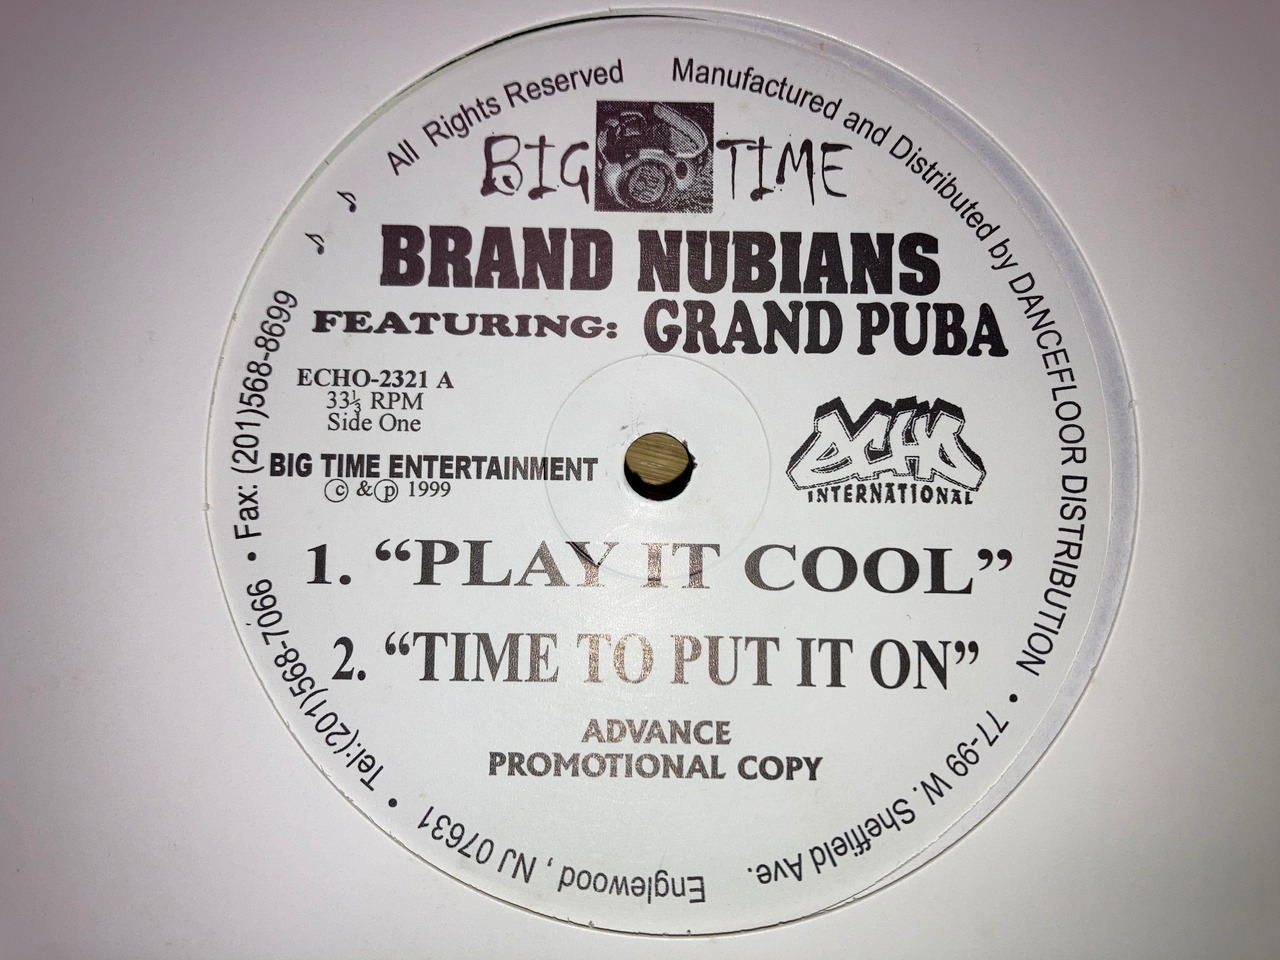 All Rights Reserved
Manufactured and Distributed by DANCEFLOOR DISTRIBUTION • 77-99 W. Sheffield Ave. Englewood, NJ 07631 • Tel:(201)568-7066 • Fax: (201)568-8699
BIG TIME
BRAND NUBIANS
FEATURING: GRAND PUBA
ECHO-2321 A
33⅓ RPM
Side One
BIG TIME ENTERTAINMENT
© & ℗ 1999
ECHO
INTERNATIONAL
1. “PLAY IT COOL”
2. “TIME TO PUT IT ON”
ADVANCE
PROMOTIONAL COPY